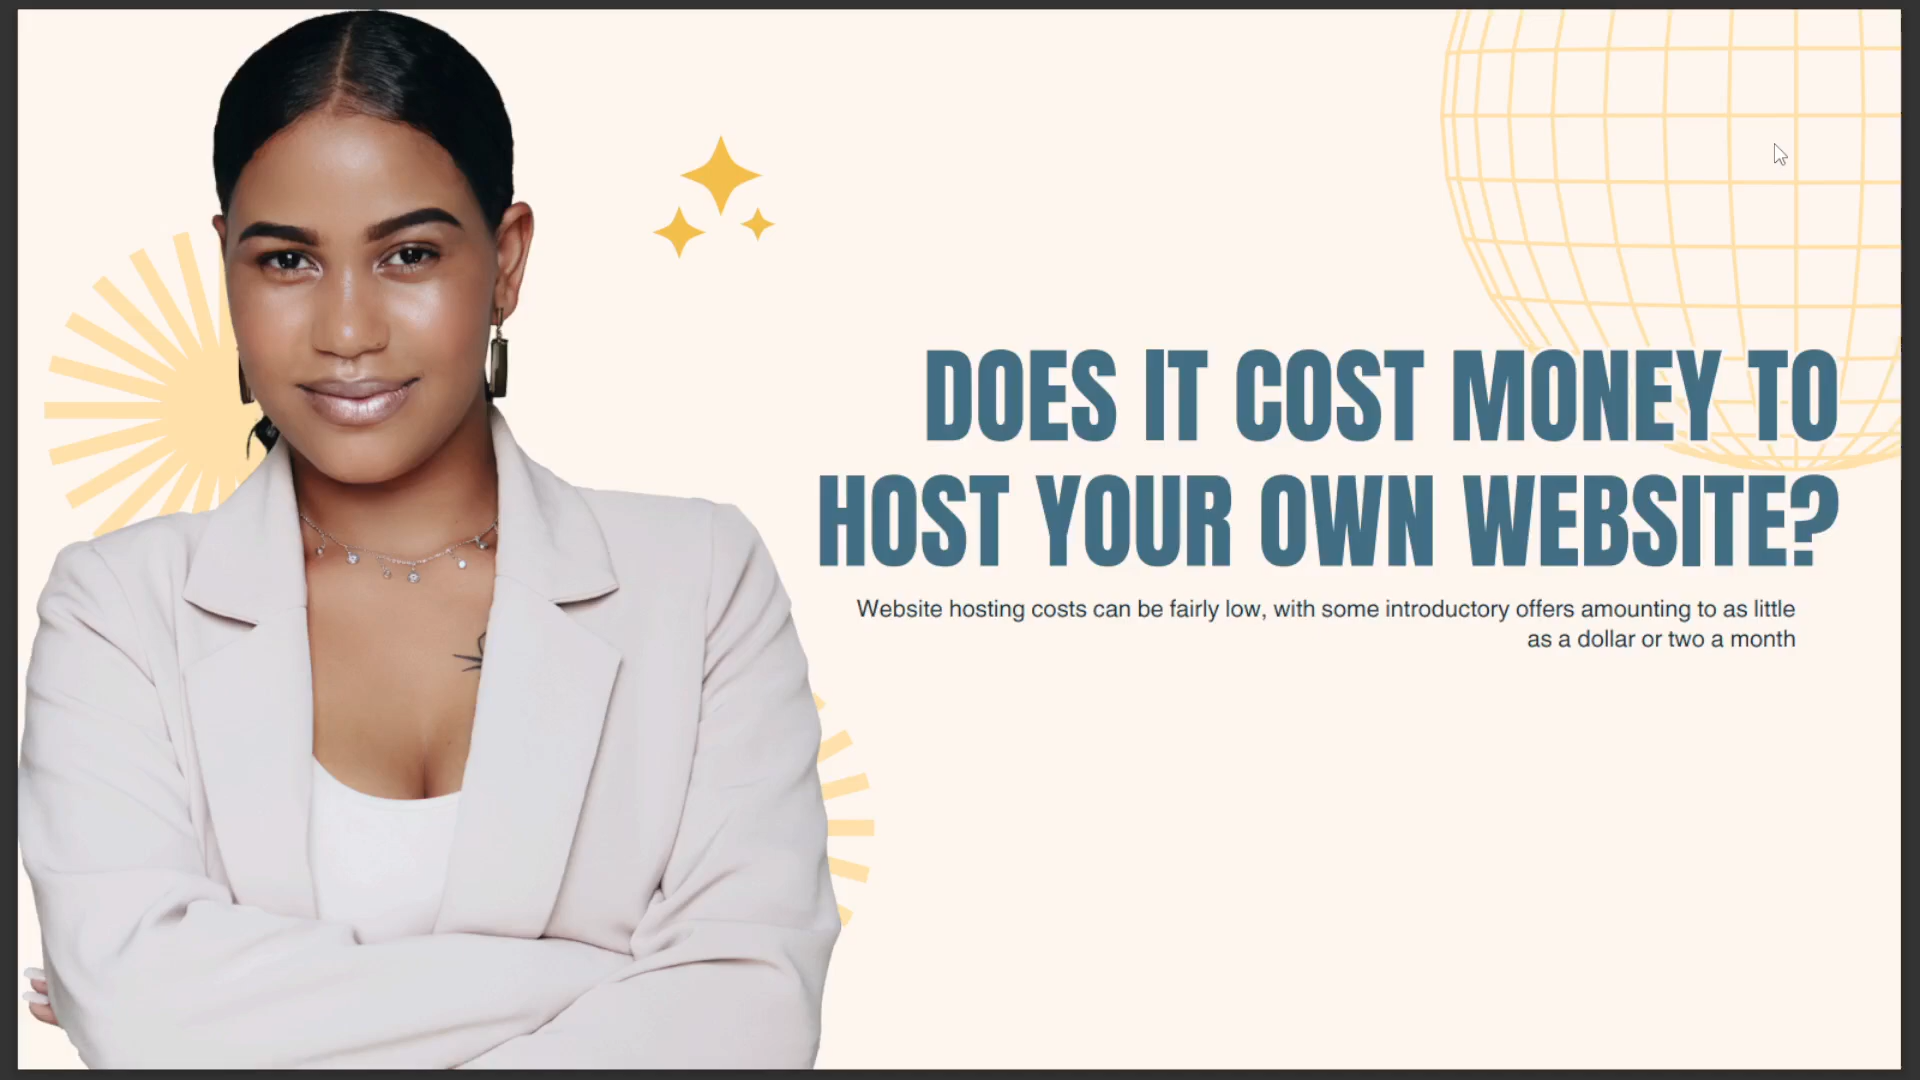 DOES IT COST MONEY TO
HOST YOUR OWN WEBSITE?
Website hosting costs can be fairly low, with some introductory offers amounting to as little
as a dollar or two a month